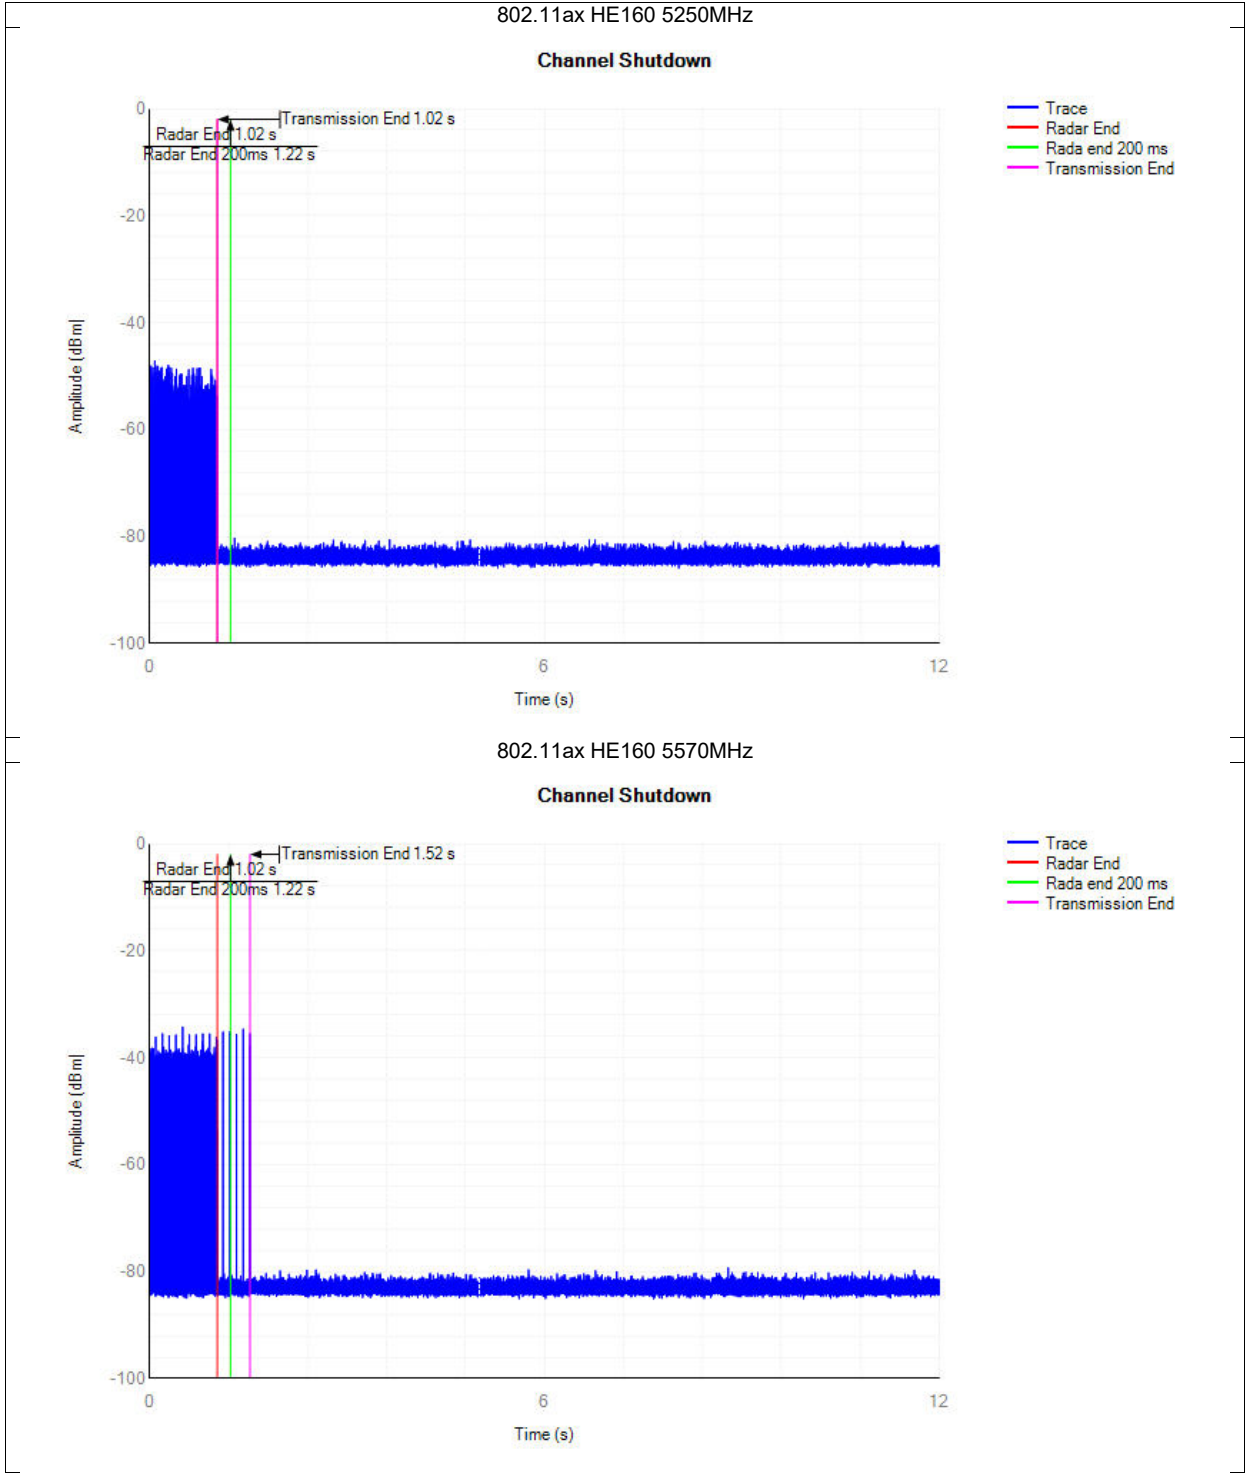 802.11ax HE160 5250MHz
Channel Shutdown
0
Transmission End 1.02 s
Radar End 1.02 s
Radar End 200ms 1.22 s
Trace
Radar End
Rada end 200 ms
Transmission End
-20
-40
-60
-80
-100
Amplitude (dBm|
0
6
12
Time (s)
802.11ax HE160 5570MHz
Channel Shutdown
0
Transmission End 1.52 s
Radar End 1.02 s
Radar End 200ms 1.22 s
Trace
Radar End
Rada end 200 ms
Transmission End
-20
-40
-60
-80
-100
Amplitude (dBm|
0
6
12
Time (s)